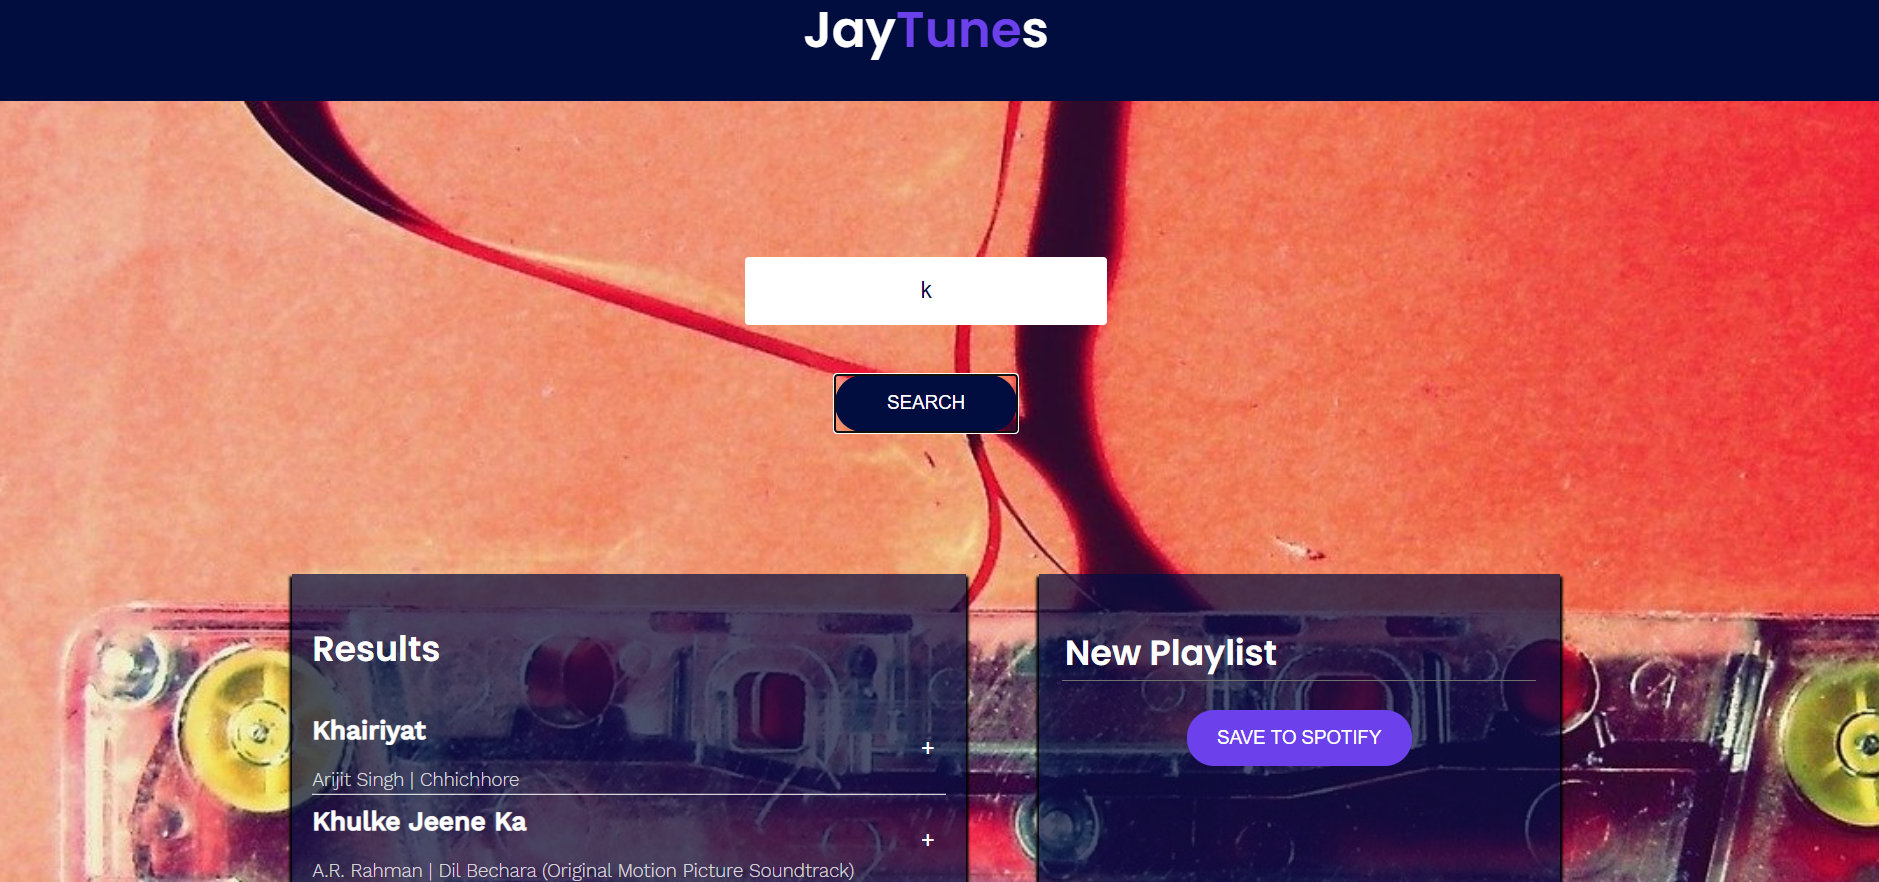 JayTunes
k
SEARCH
Results
Khairiyat
+
Arijit Singh | Chhichhore
Khulke Jeene Ka
+
A.R. Rahman | Dil Bechara (Original Motion Picture Soundtrack)
New Playlist
SAVE TO SPOTIFY